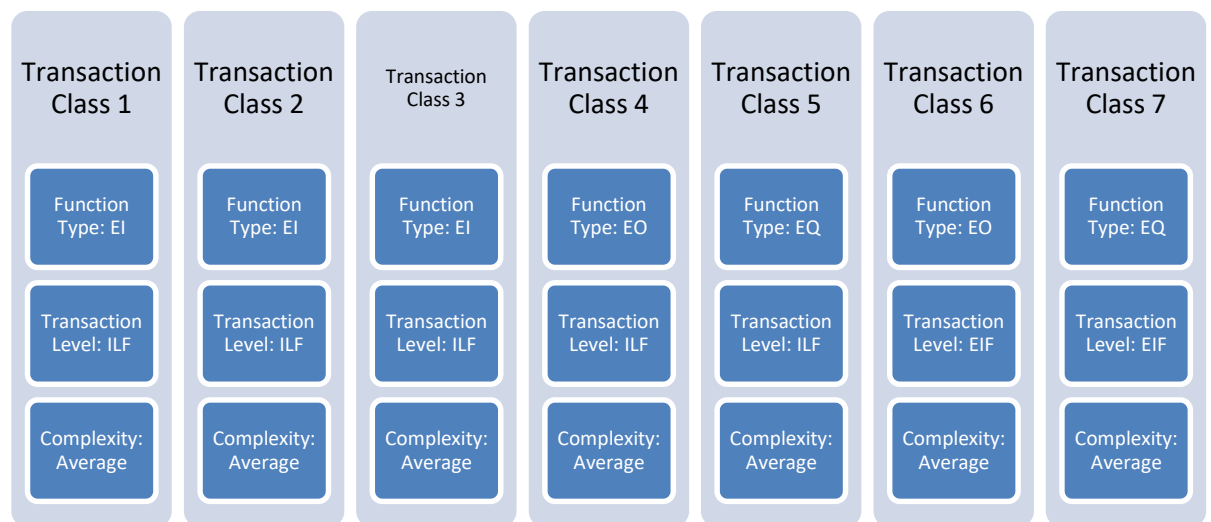 Transaction
Class 1
Function
Type: EI
Transaction
Level: ILF
Complexity:
Average
Transaction
Class 2
Function
Type: EI
Transaction
Level: ILF
Complexity:
Average
Transaction
Class 3
Function
Type: EI
Transaction
Level: ILF
Complexity:
Average
Transaction
Class 4
Function
Type: EO
Transaction
Level: ILF
Complexity:
Average
Transaction
Class 5
Function
Type: EQ
Transaction
Level: ILF
Complexity:
Average
Transaction
Class 6
Function
Type: EO
Transaction
Level: EIF
Complexity:
Average
Transaction
Class 7
Function
Type: EQ
Transaction
Level: EIF
Complexity:
Average